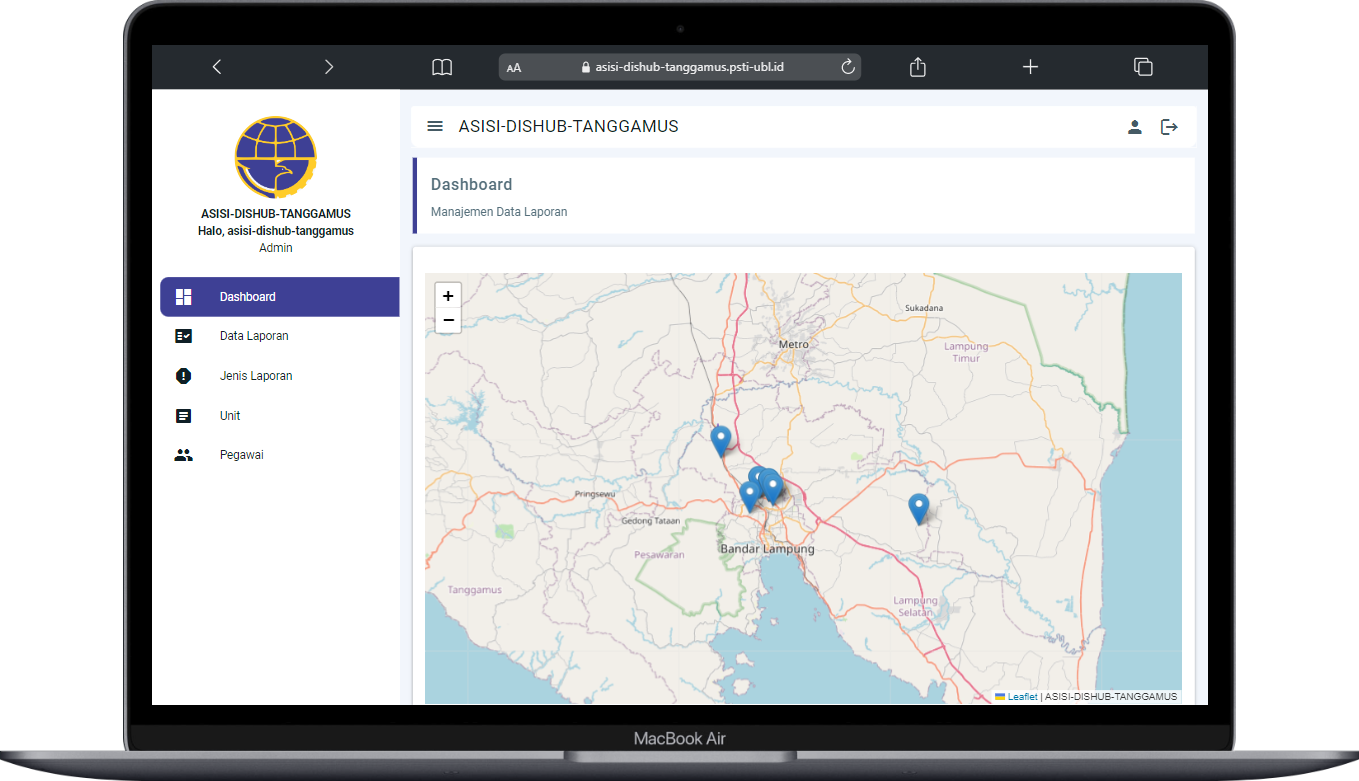 AA
asisi-dishub-tanggamus.psti-ubl.id
ASISI-DISHUB-TANGGAMUS
Halo, asisi-dishub-tanggamus
Admin
Dashboard
Data Laporan
Jenis Laporan
Unit
Pegawai
ASISI-DISHUB-TANGGAMUS
Dashboard
Manajemen Data Laporan
+
−
Sukadana
Metro
Lampung
Timur
Pringsewu
Gedong Tataan
Bandar Lampung
Pesawaran
Tanggamus
Lampung
Selatan
Leaflet | ASISI-DISHUB-TANGGAMUS
MacBook Air